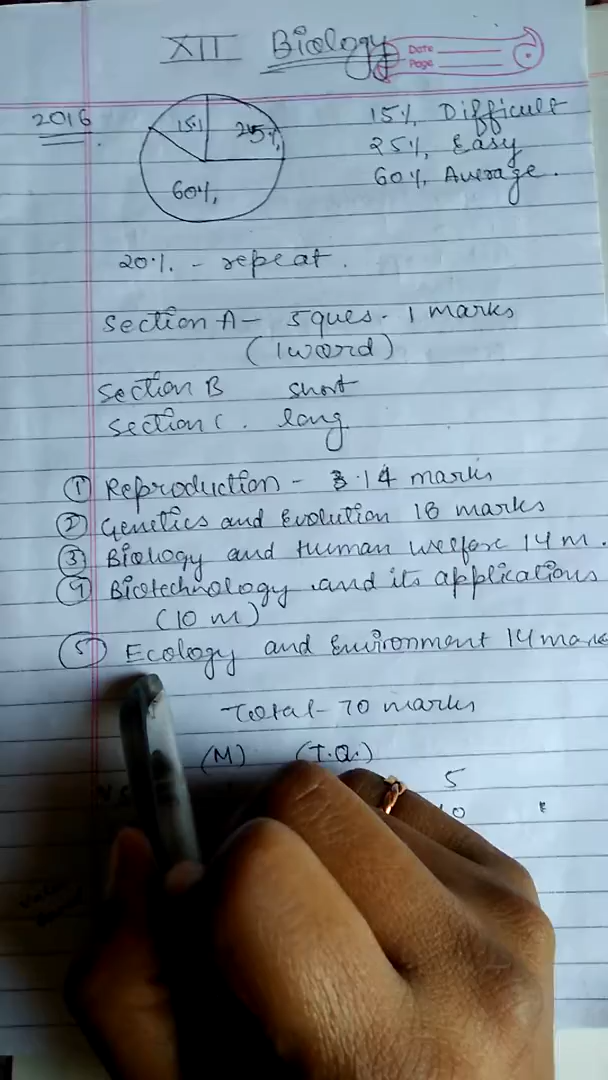 XII Biology
Date
Page
2016
15%
25%
60%
15% Difficult
25% Easy
60% Average.
20% - repeat.
Section A - 5 ques. 1 marks
(1 word)
Section B short
Section C. long
① Reproduction - 14 marks
② Genetics and Evolution 18 marks
③ Biology and Human welfare 14 m.
④ Biotechnology and its applications
(10 m)
⑤ Ecology and Environment 14 mark
Total - 70 marks
(M) (T.Q.)
5